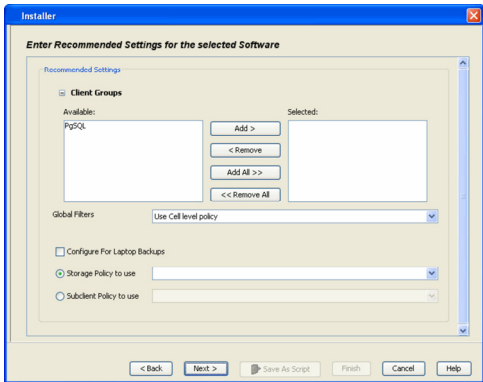 Installer
Enter Recommended Settings for the selected Software
Recommended Settings
Client Groups
Available:
Selected:
PgSQL
Add >
< Remove
Add All >>
<< Remove All
Global Filters
Use Cell level policy
Configure For Laptop Backups
Storage Policy to use
Subclient Policy to use
< Back
Next >
Save As Script
Finish
Cancel
Help